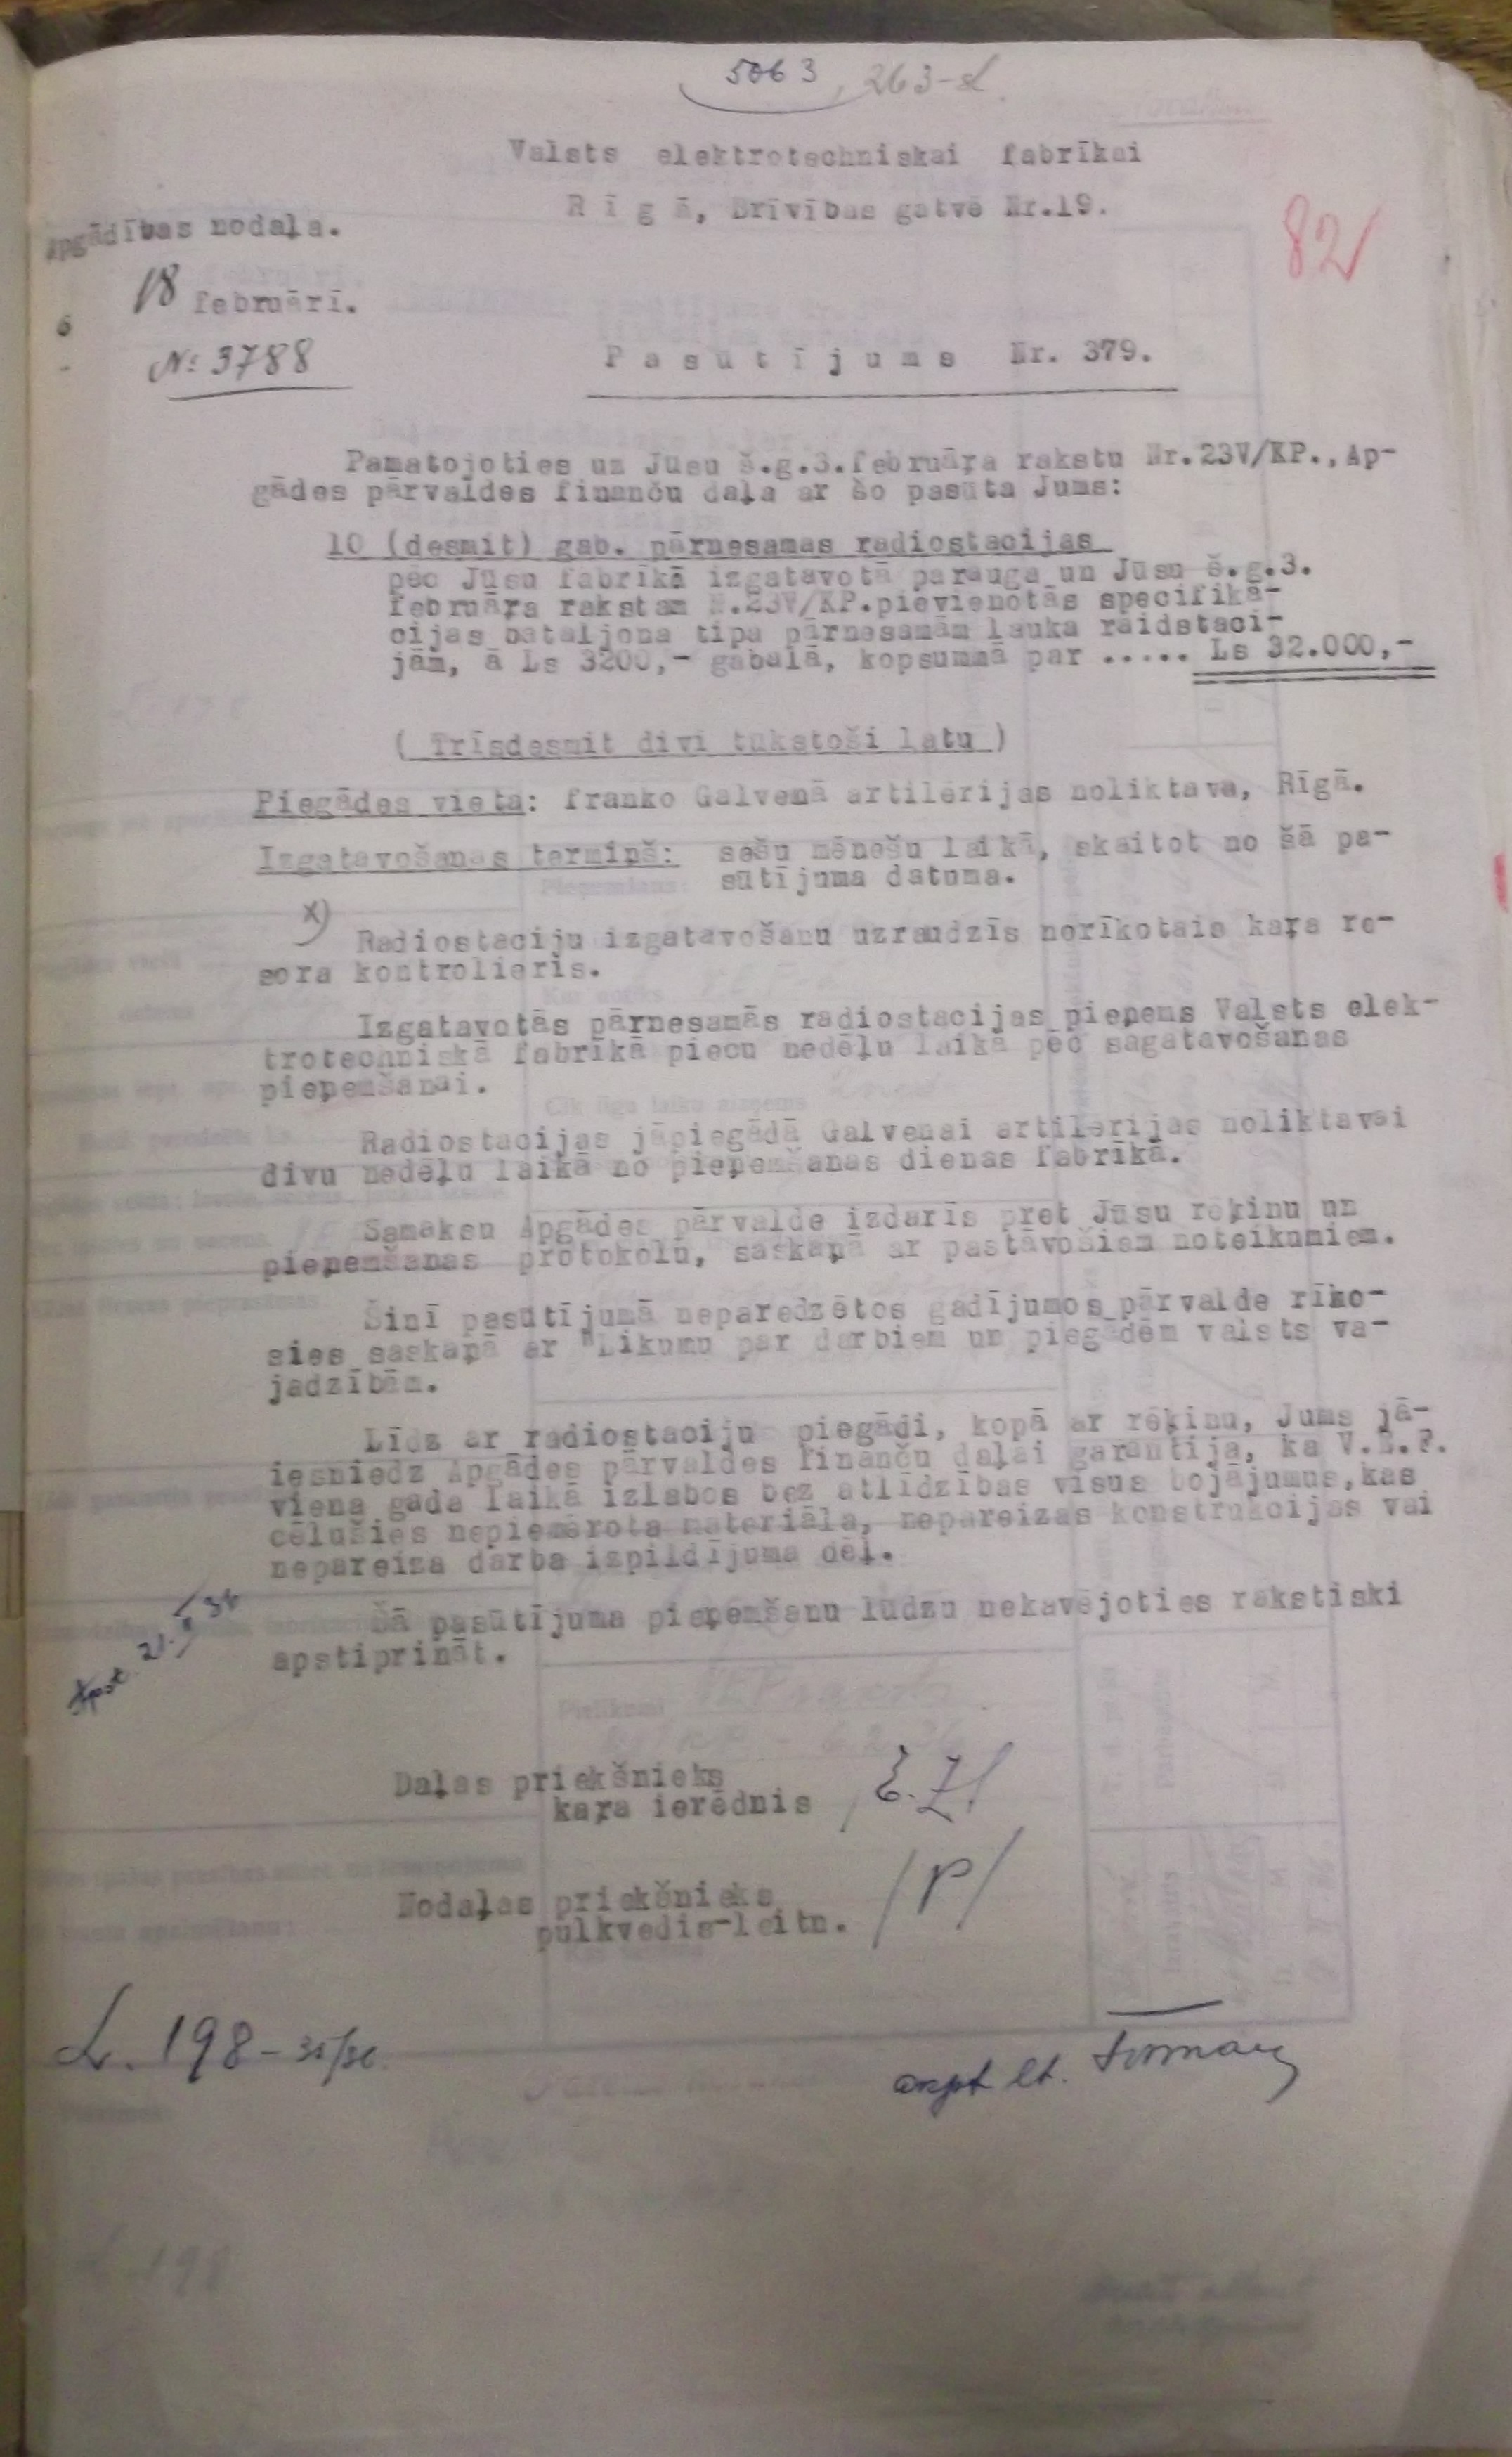 5063, 263-L.
Valsts elektrotechniskai fabrīkai
Rīgā, Brīvības gatvē Nr.19.
Apgādības nodaļa.
82
18 februārī.
6
№ 3788
Pasūtījums Nr. 379.
Pamatojoties uz Jūsu š.g.3.februāŗa rakstu Nr.23V/KP.,Ap-
gādes pārvaldes finanču daļa ar šo pasūta Jums:
10 (desmit) gab. pārnesamas radiostacijas
pēc Jūsu fabrīkā izgatavotā parauga un Jūsu š.g.3.
februāŗa rakstam N.23V/KP.pievienotās specifikā-
cijas bataljona tipa pārnesamām lauka raidstaci-
jām, ā Ls 3200,- gabalā, kopsummā par ..... Ls 32.000,-
( Trīsdesmit divi tūkstoši latu )
Piegādes vieta: franko Galvenā artilērijas noliktava, Rīgā.
Izgatavošanas termiņš: sešu mēnešu laikā, skaitot no šā pa-
sūtījuma datuma.
x)
Radiostaciju izgatavošanu uzraudzīs norīkotais kaŗa re-
sora kontrolieris.
Izgatavotās pārnesamās radiostacijas pieņems Valsts elek-
trotechniskā fabrīkā piecu nedēļu laikā pēc sagatavošanas
pieņemšanai.
Radiostacijas jāpiegādā Galvenai artilērijas noliktavai
divu nedēļu laikā no pieņemšanas dienas fabrīkā.
Samaksu Apgādes pārvalde izdarīs pret Jūsu rēķinu un
pieņemšanas protokolu, saskaņā ar pastāvošiem noteikumiem.
Šinī pasūtījumā neparedzētos gadījumos pārvalde rīko-
sies saskaņā ar "Likumu par darbiem un piegādēm valsts va-
jadzībām.
Līdz ar radiostaciju piegādi, kopā ar rēķinu, Jums jā-
iesniedz Apgādes pārvaldes finanču daļai garantija, ka V.E.F.
viena gada laikā izlabos bez atlīdzības visus bojājumus,kas
cēlušies nepiemērota materiāla, nepareizas konstrukcijas vai
nepareiza darba izpildījuma dēļ.
Šā pasūtījuma pieņemšanu lūdzu nekavējoties rakstiski
apstiprināt.
Daļas priekšnieks
kaŗa ierēdnis
Nodaļas priekšnieks
pulkvedis-leitn. /P/
L. 198-35/36.